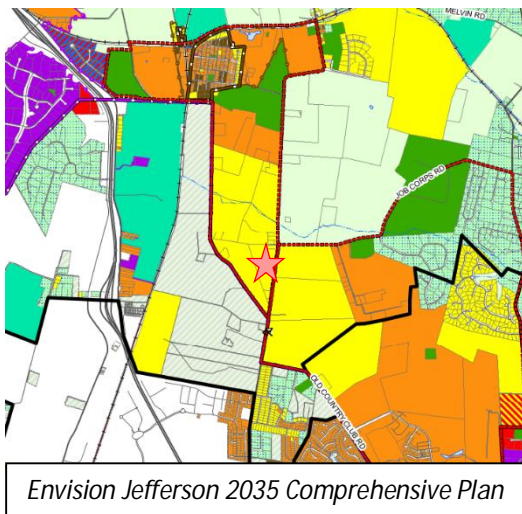 MELVIN RD
JOB CORPS RD
OLD COUNTRY CLUB RD
Envision Jefferson 2035 Comprehensive Plan